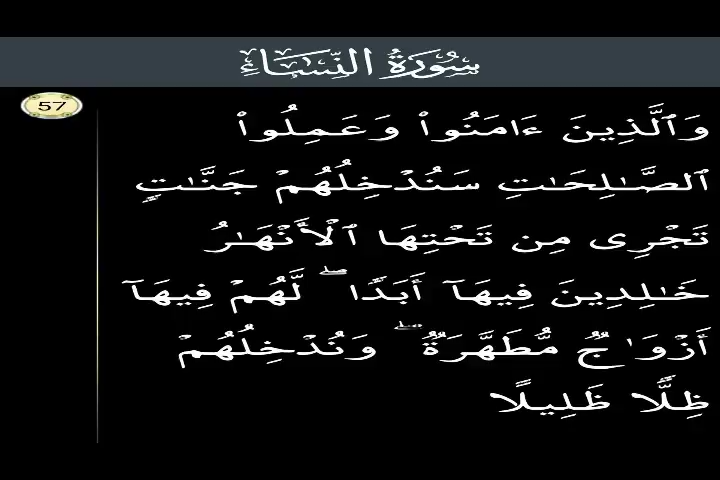 سُورَةُ النِّسَاءِ
57
وَٱلَّذِينَ ءَامَنُوا۟ وَعَمِلُوا۟
ٱلصَّـٰلِحَـٰتِ سَنُدْخِلُهُمْ جَنَّـٰتٍ
تَجْرِى مِن تَحْتِهَا ٱلْأَنْهَـٰرُ
خَـٰلِدِينَ فِيهَآ أَبَدًا ۖ لَّهُمْ فِيهَآ
أَزْوَٰجٌ مُّطَهَّرَةٌ ۖ وَنُدْخِلُهُمْ
ظِلًّا ظَلِيلًا